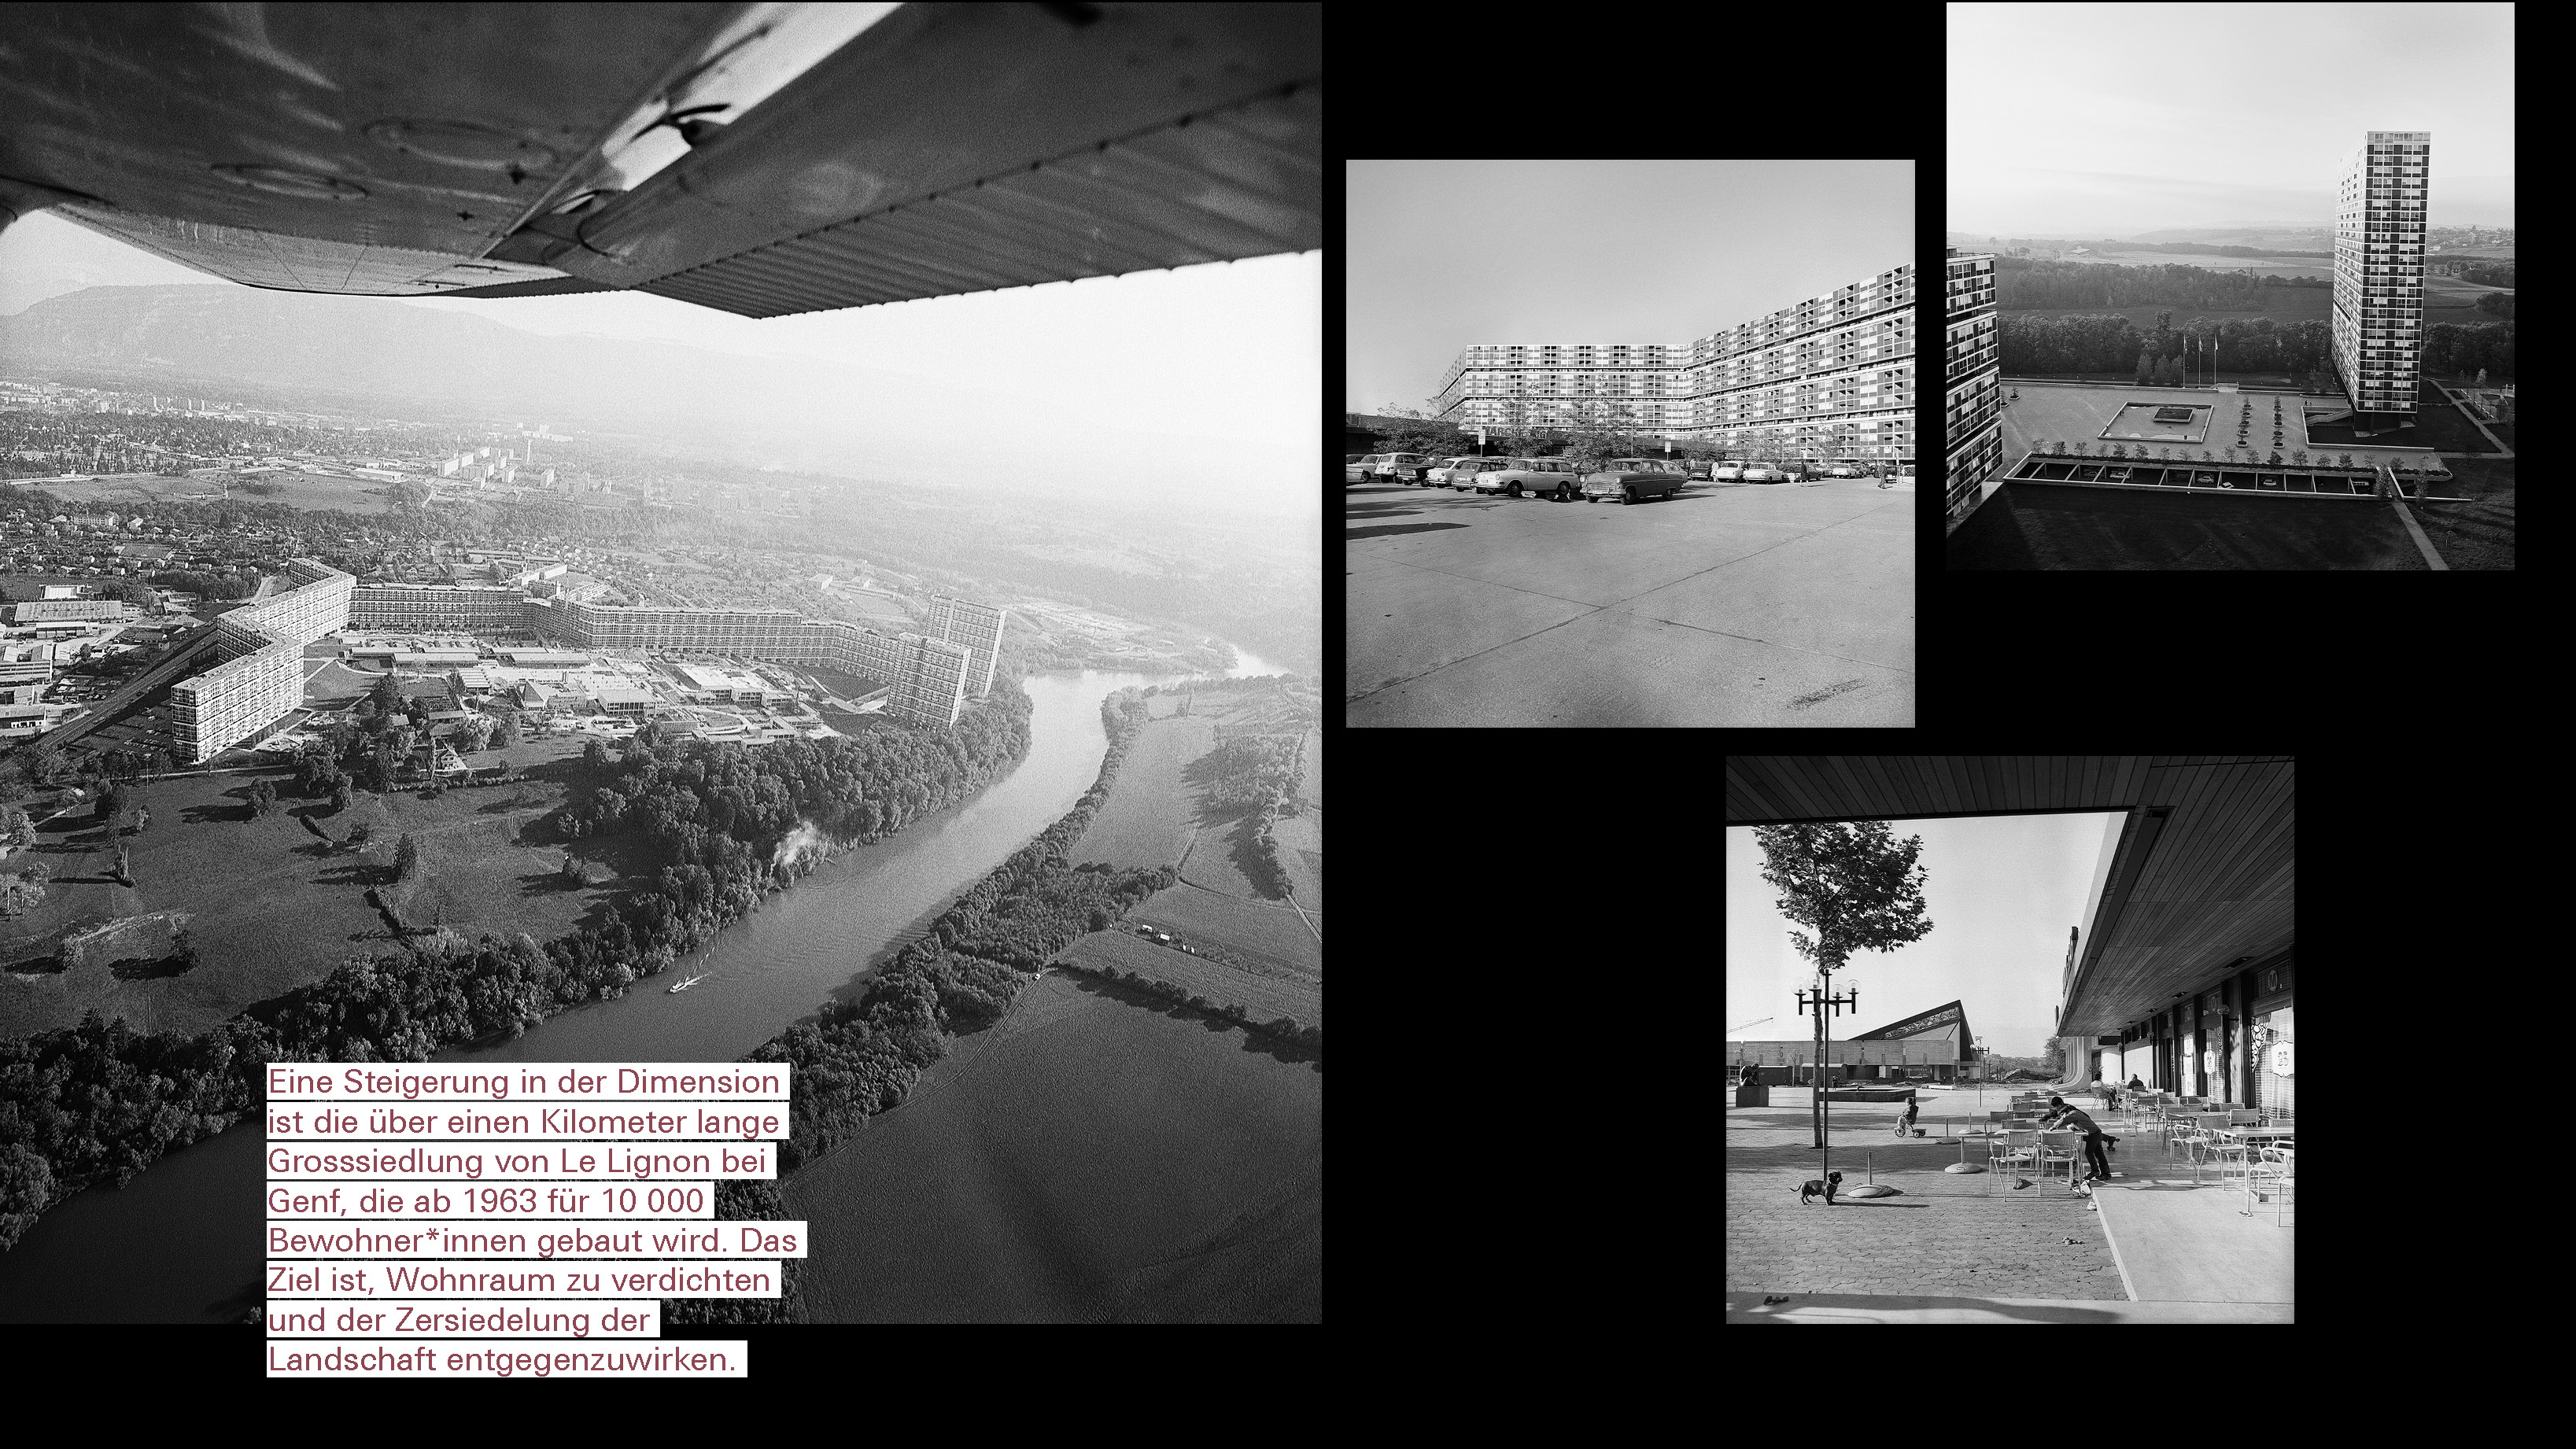 Eine Steigerung in der Dimension
ist die über einen Kilometer lange
Grosssiedlung von Le Lignon bei
Genf, die ab 1963 für 10 000
Bewohner*innen gebaut wird. Das
Ziel ist, Wohnraum zu verdichten
und der Zersiedelung der
Landschaft entgegenzuwirken.